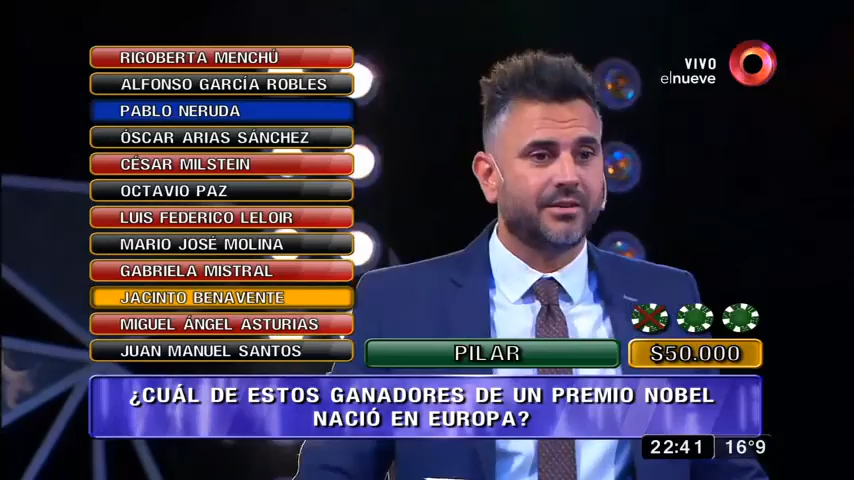 VIVO
elnueve
RIGOBERTA MENCHÚ
ALFONSO GARCÍA ROBLES
PABLO NERUDA
ÓSCAR ARIAS SÁNCHEZ
CÉSAR MILSTEIN
OCTAVIO PAZ
LUIS FEDERICO LELOIR
MARIO JOSÉ MOLINA
GABRIELA MISTRAL
JACINTO BENAVENTE
MIGUEL ÁNGEL ASTURIAS
JUAN MANUEL SANTOS
PILAR
$50.000
¿CUÁL DE ESTOS GANADORES DE UN PREMIO NOBEL
NACIÓ EN EUROPA?
22:41 16°9